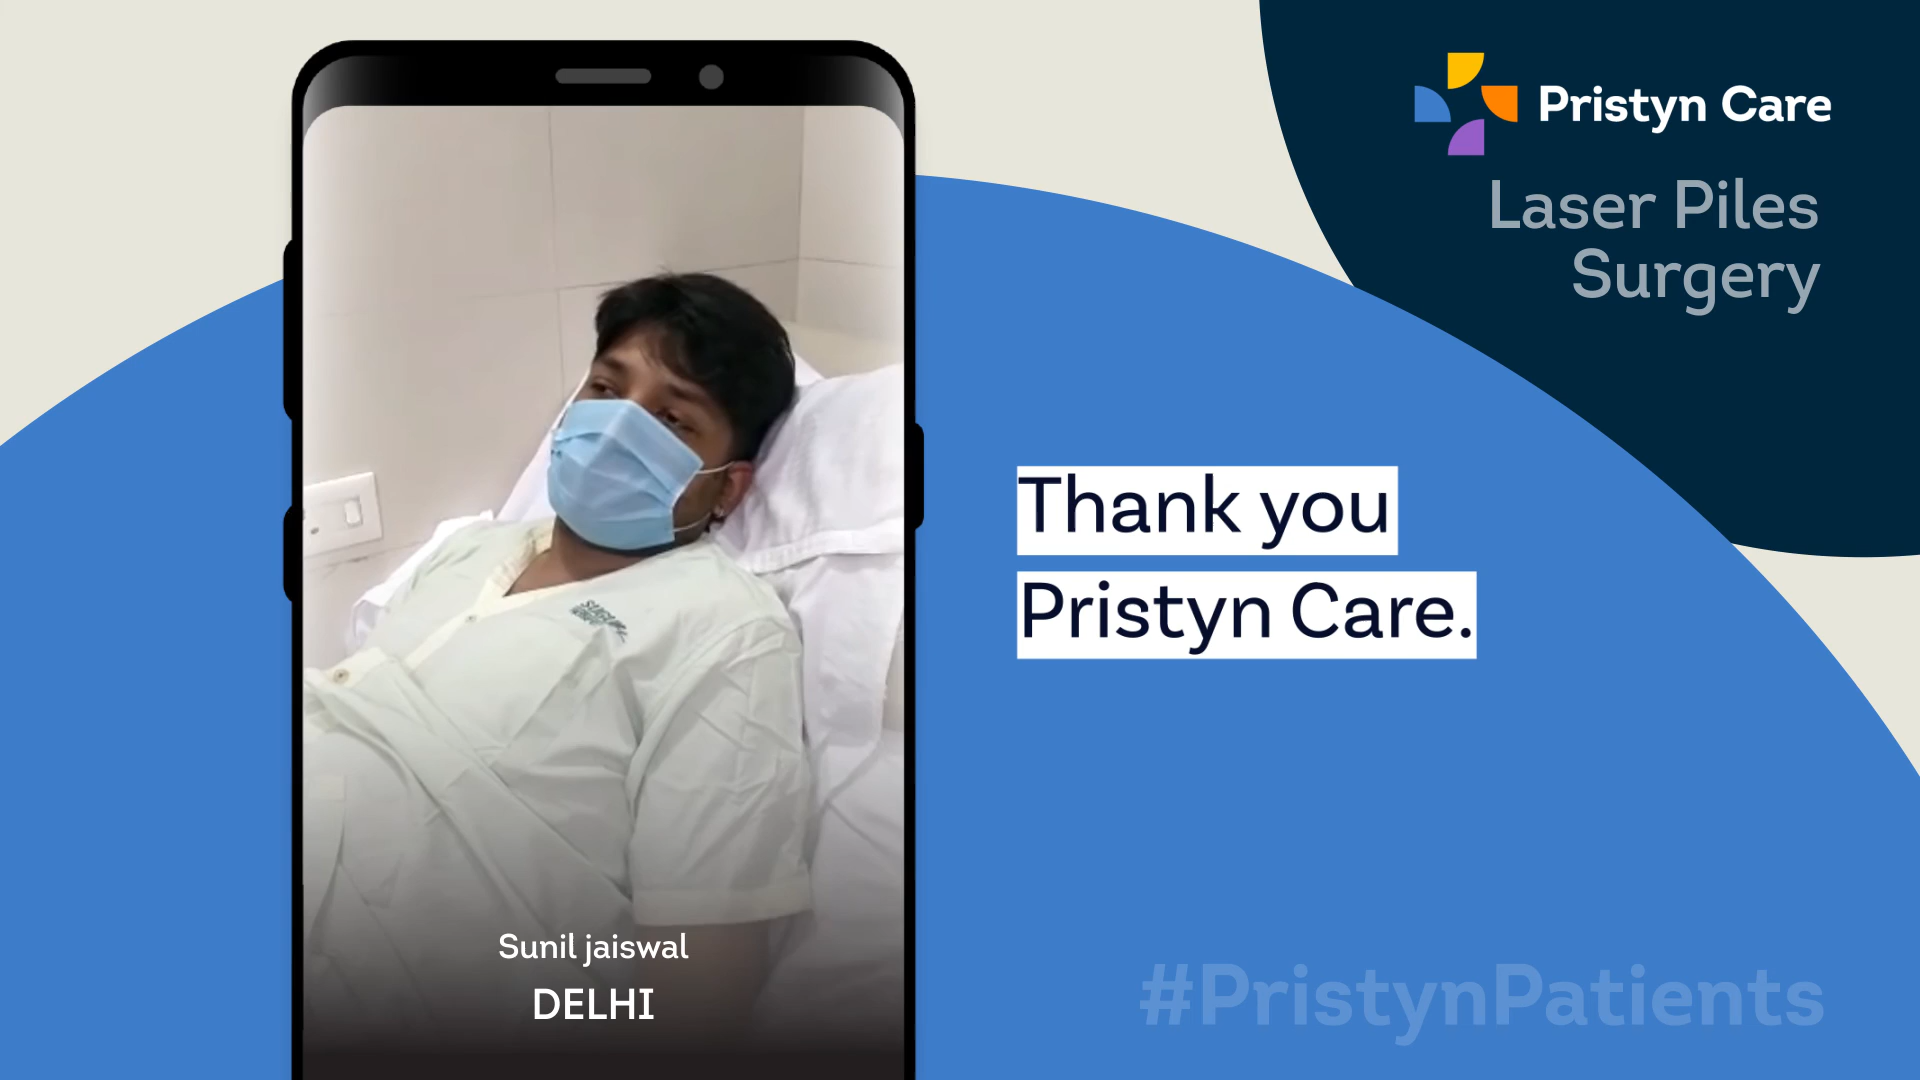 Pristyn Care
Laser Piles
Surgery
Thank you
Pristyn Care.
Sunil jaiswal
DELHI
#PristynPatients